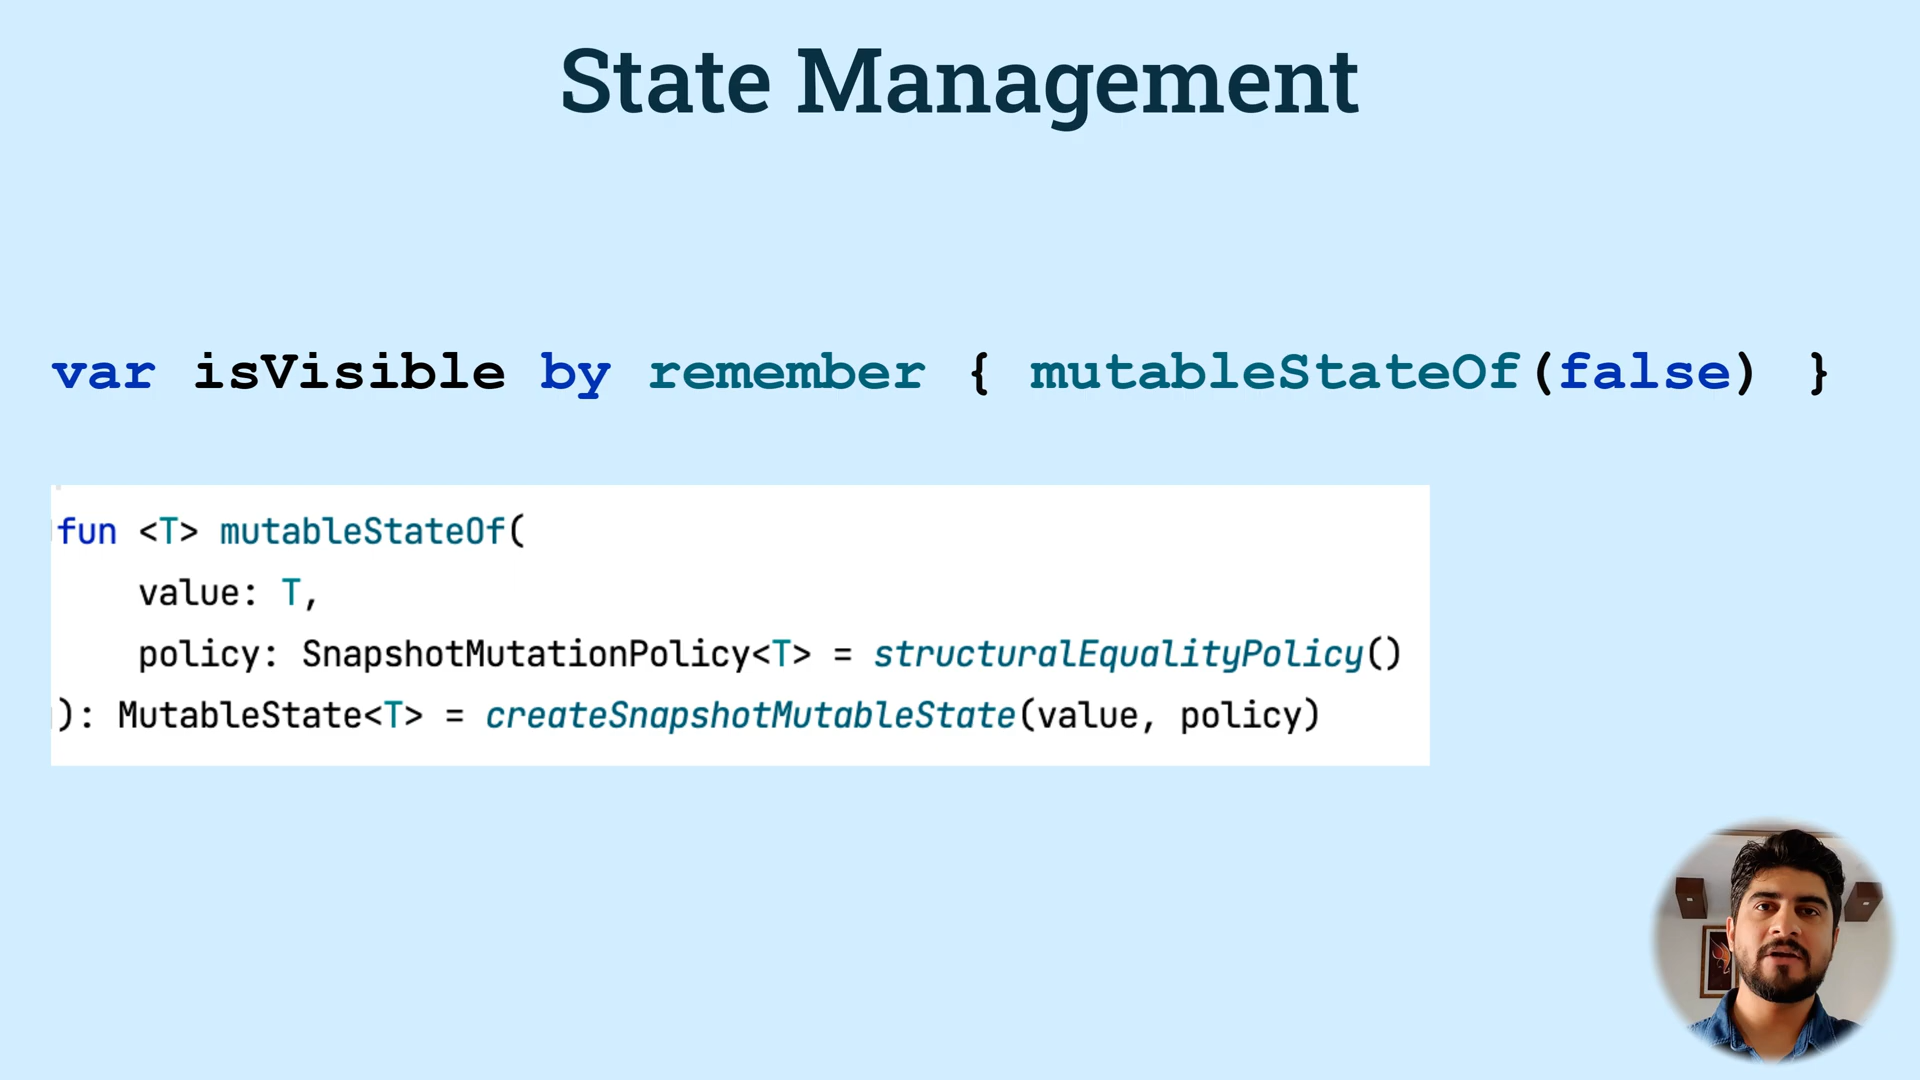 State Management
var isVisible by remember { mutableStateOf(false) }
fun <T> mutableStateOf(
value: T,
policy: SnapshotMutationPolicy<T> = structuralEqualityPolicy()
): MutableState<T> = createSnapshotMutableState(value, policy)